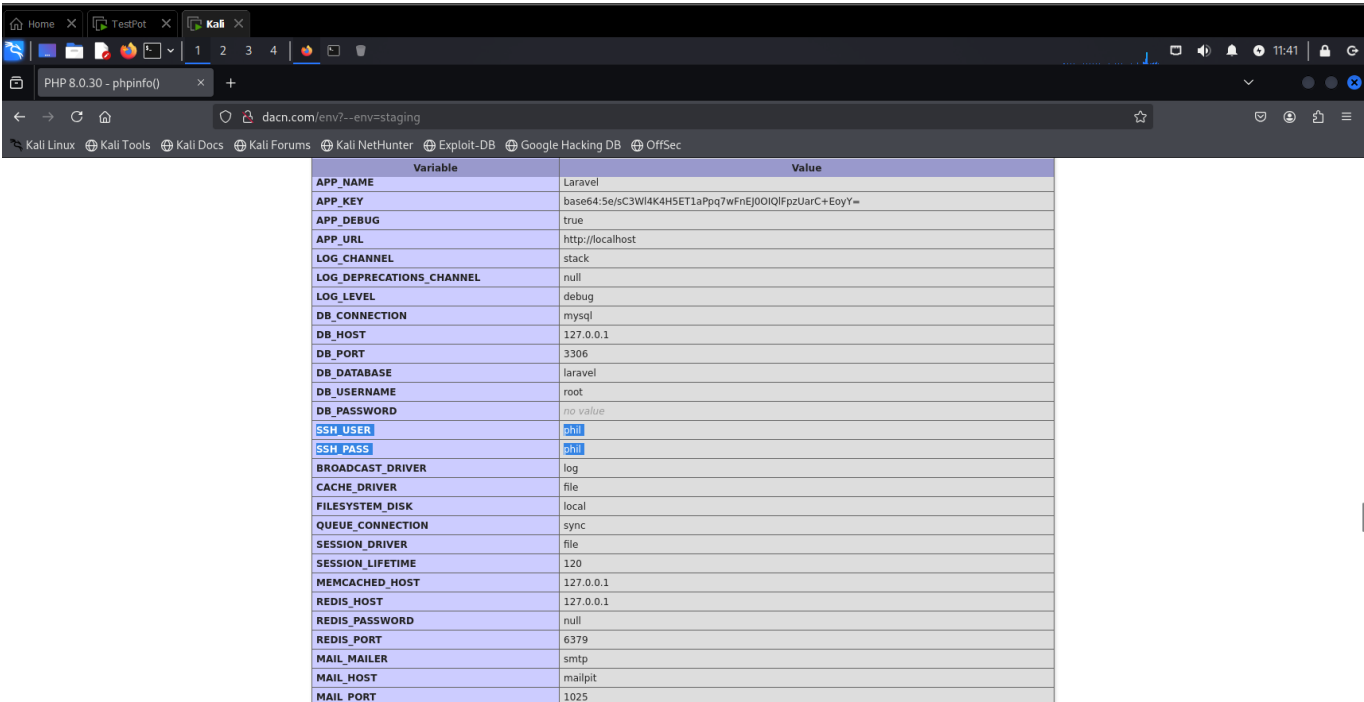 Home TestPot Kali
1 2 3 4 11:41
PHP 8.0.30 - phpinfo()
dacn.com/env?--env=staging
Kali Linux Kali Tools Kali Docs Kali Forums Kali NetHunter Exploit-DB Google Hacking DB OffSec
Variable Value
APP_NAME Laravel
APP_KEY base64:5e/sC3Wl4K4H5ET1aPpq7wFnEJ0OIQlFpzUarC+EoyY=
APP_DEBUG true
APP_URL http://localhost
LOG_CHANNEL stack
LOG_DEPRECATIONS_CHANNEL null
LOG_LEVEL debug
DB_CONNECTION mysql
DB_HOST 127.0.0.1
DB_PORT 3306
DB_DATABASE laravel
DB_USERNAME root
DB_PASSWORD no value
SSH_USER phil
SSH_PASS phil
BROADCAST_DRIVER log
CACHE_DRIVER file
FILESYSTEM_DISK local
QUEUE_CONNECTION sync
SESSION_DRIVER file
SESSION_LIFETIME 120
MEMCACHED_HOST 127.0.0.1
REDIS_HOST 127.0.0.1
REDIS_PASSWORD null
REDIS_PORT 6379
MAIL_MAILER smtp
MAIL_HOST mailpit
MAIL_PORT 1025